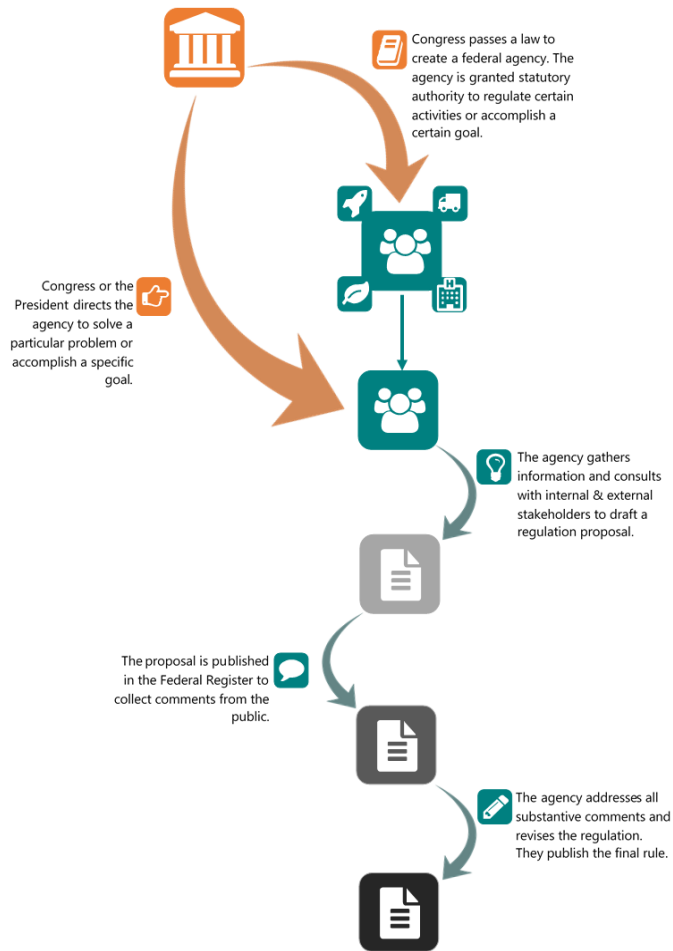 Congress passes a law to
create a federal agency. The
agency is granted statutory
authority to regulate certain
activities or accomplish a
certain goal.
H
Congress or the
President directs the
agency to solve a
particular problem or
accomplish a specific
goal.
The agency gathers
information and consults
with internal & external
stakeholders to draft a
regulation proposal.
The proposal is published
in the Federal Register to
collect comments from the
public.
The agency addresses all
substantive comments and
revises the regulation.
They publish the final rule.